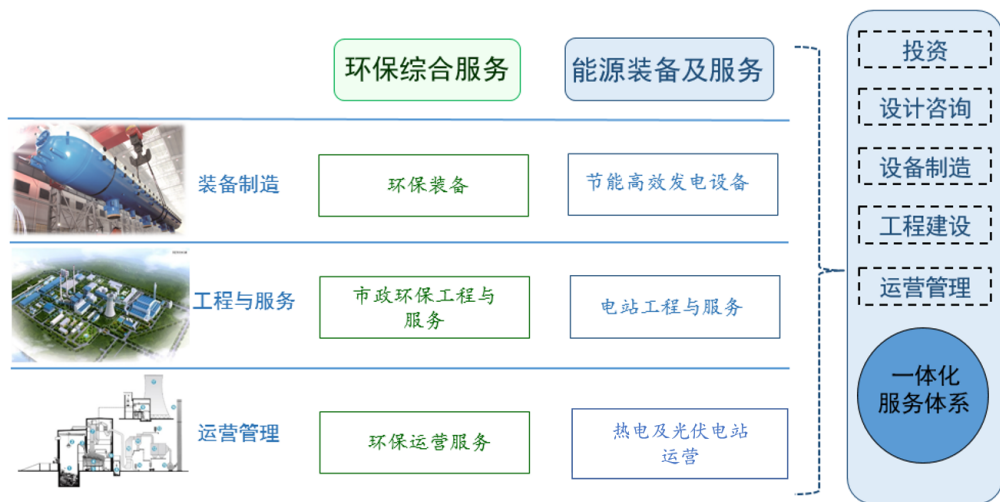 环保综合服务
能源装备及服务
装备制造
环保装备
节能高效发电设备
工程与服务
市政环保工程与
服务
电站工程与服务
运营管理
环保运营服务
热电及光伏电站
运营
投资
设计咨询
设备制造
工程建设
运营管理
一体化
服务体系